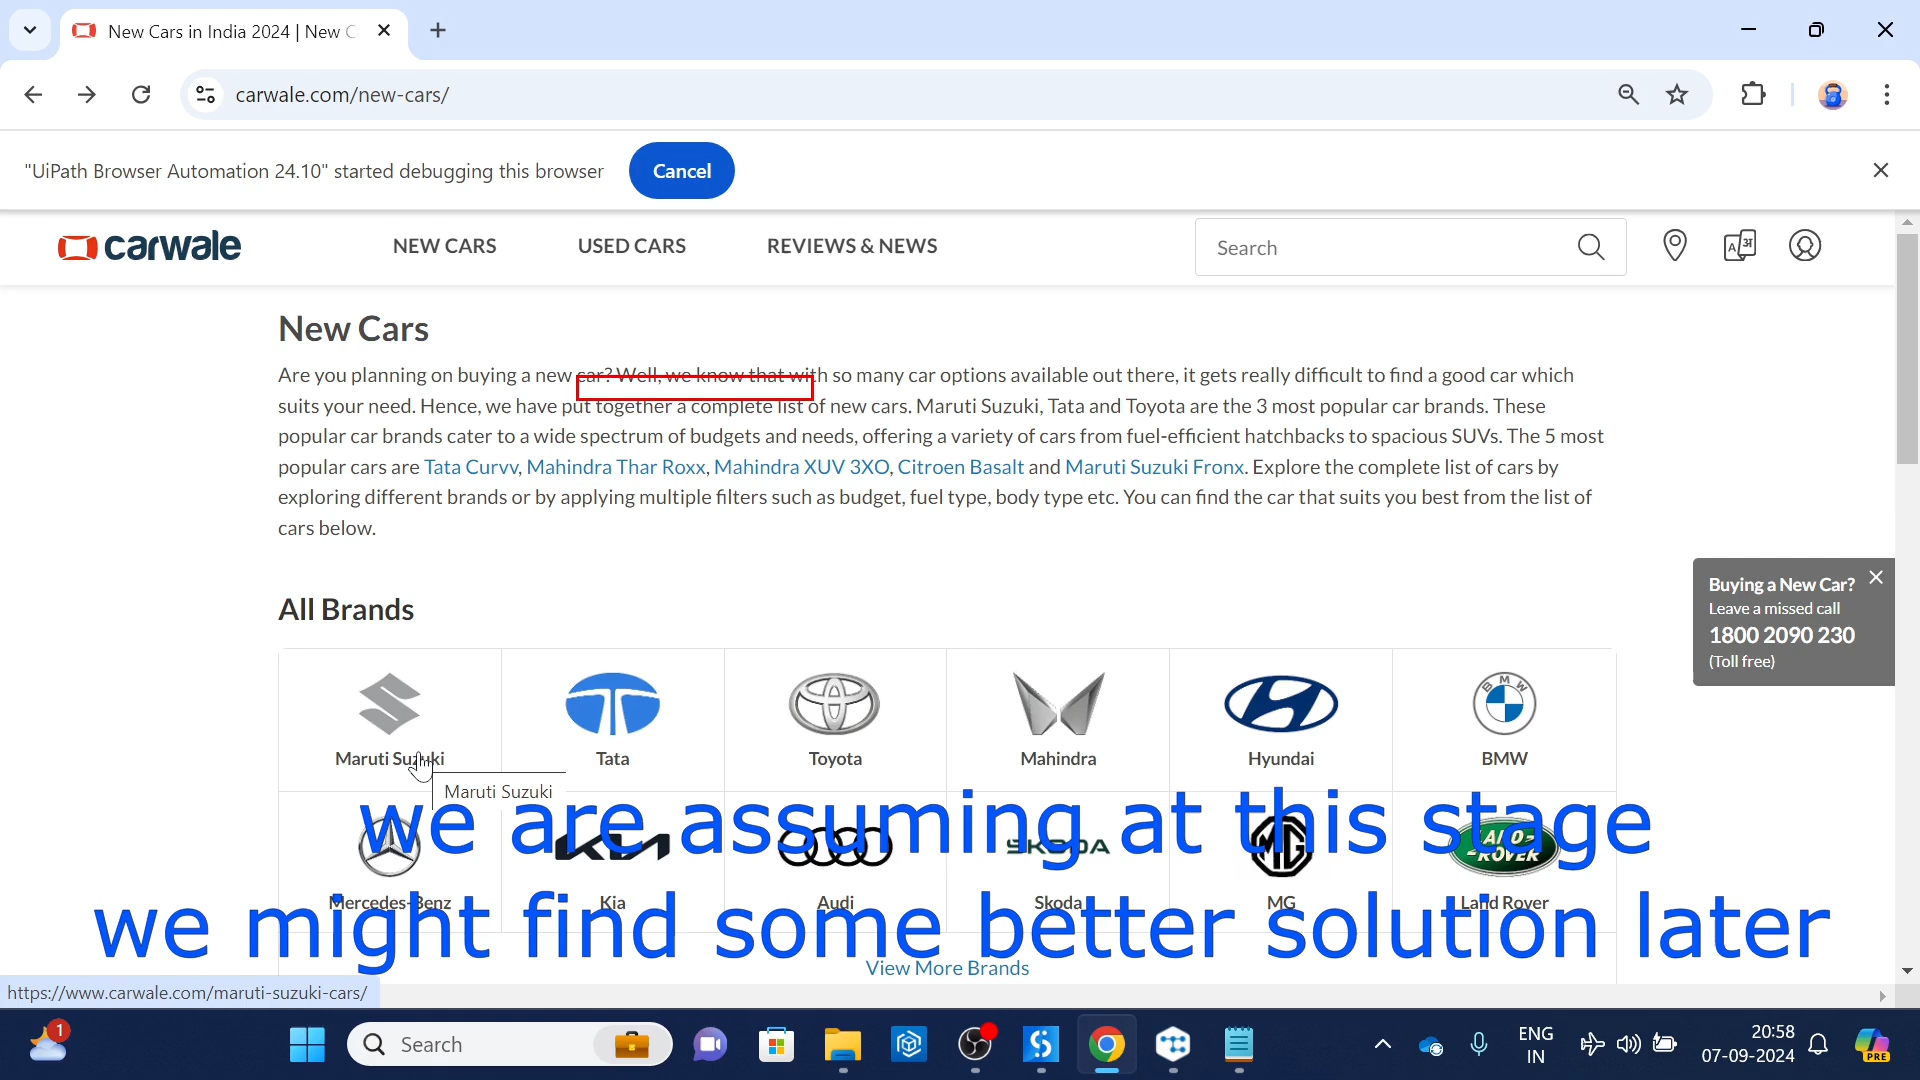 New Cars in India 2024 | New C
carwale.com/new-cars/
"UiPath Browser Automation 24.10" started debugging this browser
Cancel
carwale
NEW CARS
USED CARS
REVIEWS & NEWS
Search
New Cars
Are you planning on buying a new car? Well, we know that with so many car options available out there, it gets really difficult to find a good car which
suits your need. Hence, we have put together a complete list of new cars. Maruti Suzuki, Tata and Toyota are the 3 most popular car brands. These
popular car brands cater to a wide spectrum of budgets and needs, offering a variety of cars from fuel-efficient hatchbacks to spacious SUVs. The 5 most
popular cars are Tata Curvv, Mahindra Thar Roxx, Mahindra XUV 3XO, Citroen Basalt and Maruti Suzuki Fronx. Explore the complete list of cars by
exploring different brands or by applying multiple filters such as budget, fuel type, body type etc. You can find the car that suits you best from the list of
cars below.
Buying a New Car?
Leave a missed call
1800 2090 230
(Toll free)
All Brands
BMW
Maruti Suzuki
Tata
Toyota
Mahindra
Hyundai
BMW
Maruti Suzuki
we are assuming at this stage
KIA
SKODA
MG
LAND-
ROVER
Mercedes-Benz
Kia
Audi
Skoda
MG
Land Rover
we might find some better solution later
View More Brands
https://www.carwale.com/maruti-suzuki-cars/
1
Search
ENG
IN
20:58
07-09-2024
PRE